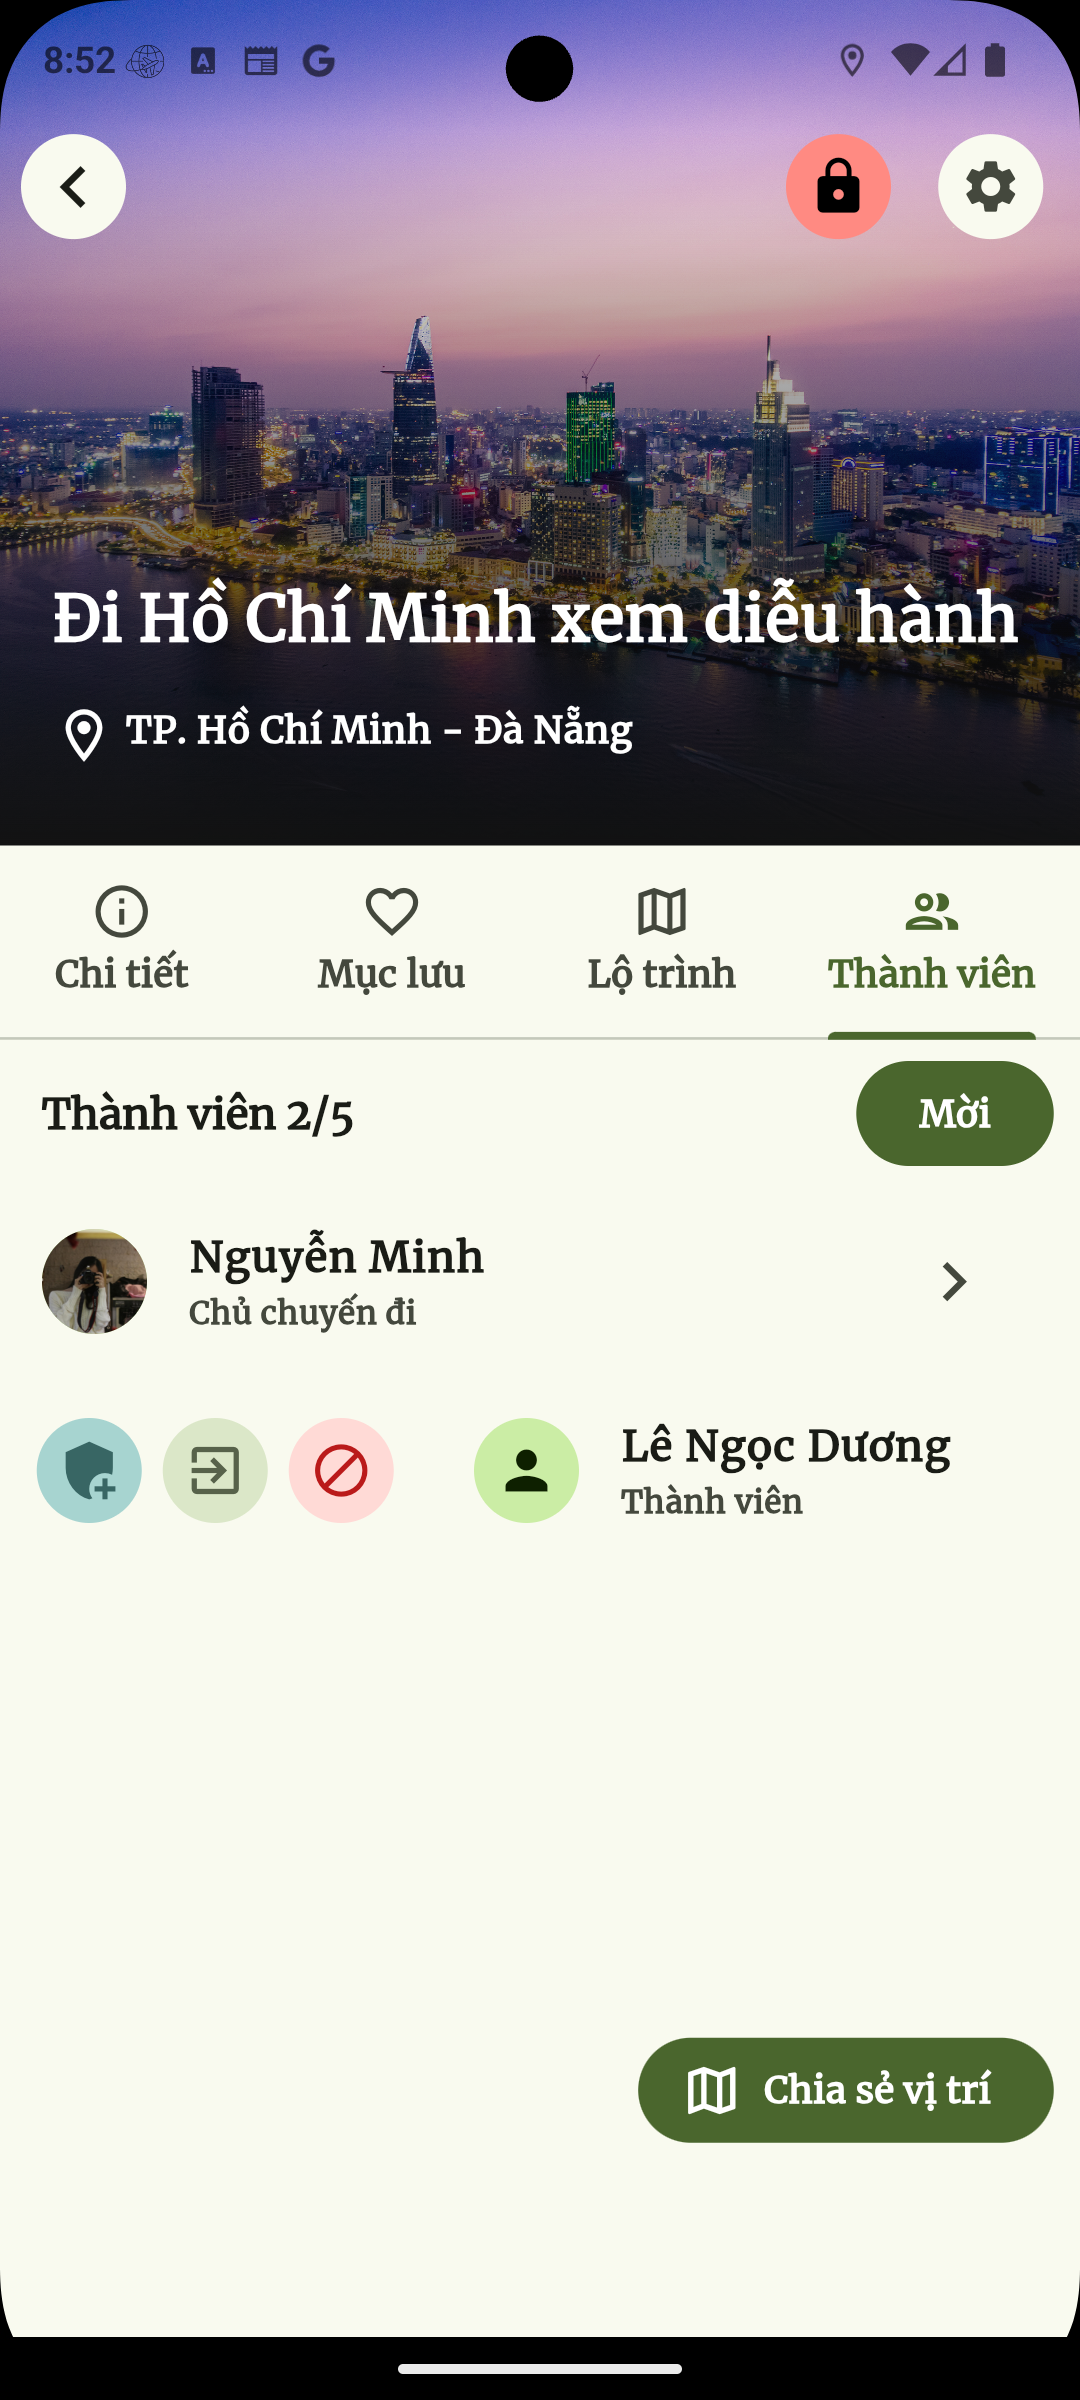 8:52
Đi Hồ Chí Minh xem diễu hành
TP. Hồ Chí Minh - Đà Nẵng
Chi tiết
Mục lưu
Lộ trình
Thành viên
Thành viên 2/5
Mời
Nguyễn Minh
Chủ chuyến đi
Lê Ngọc Dương
Thành viên
Chia sẻ vị trí